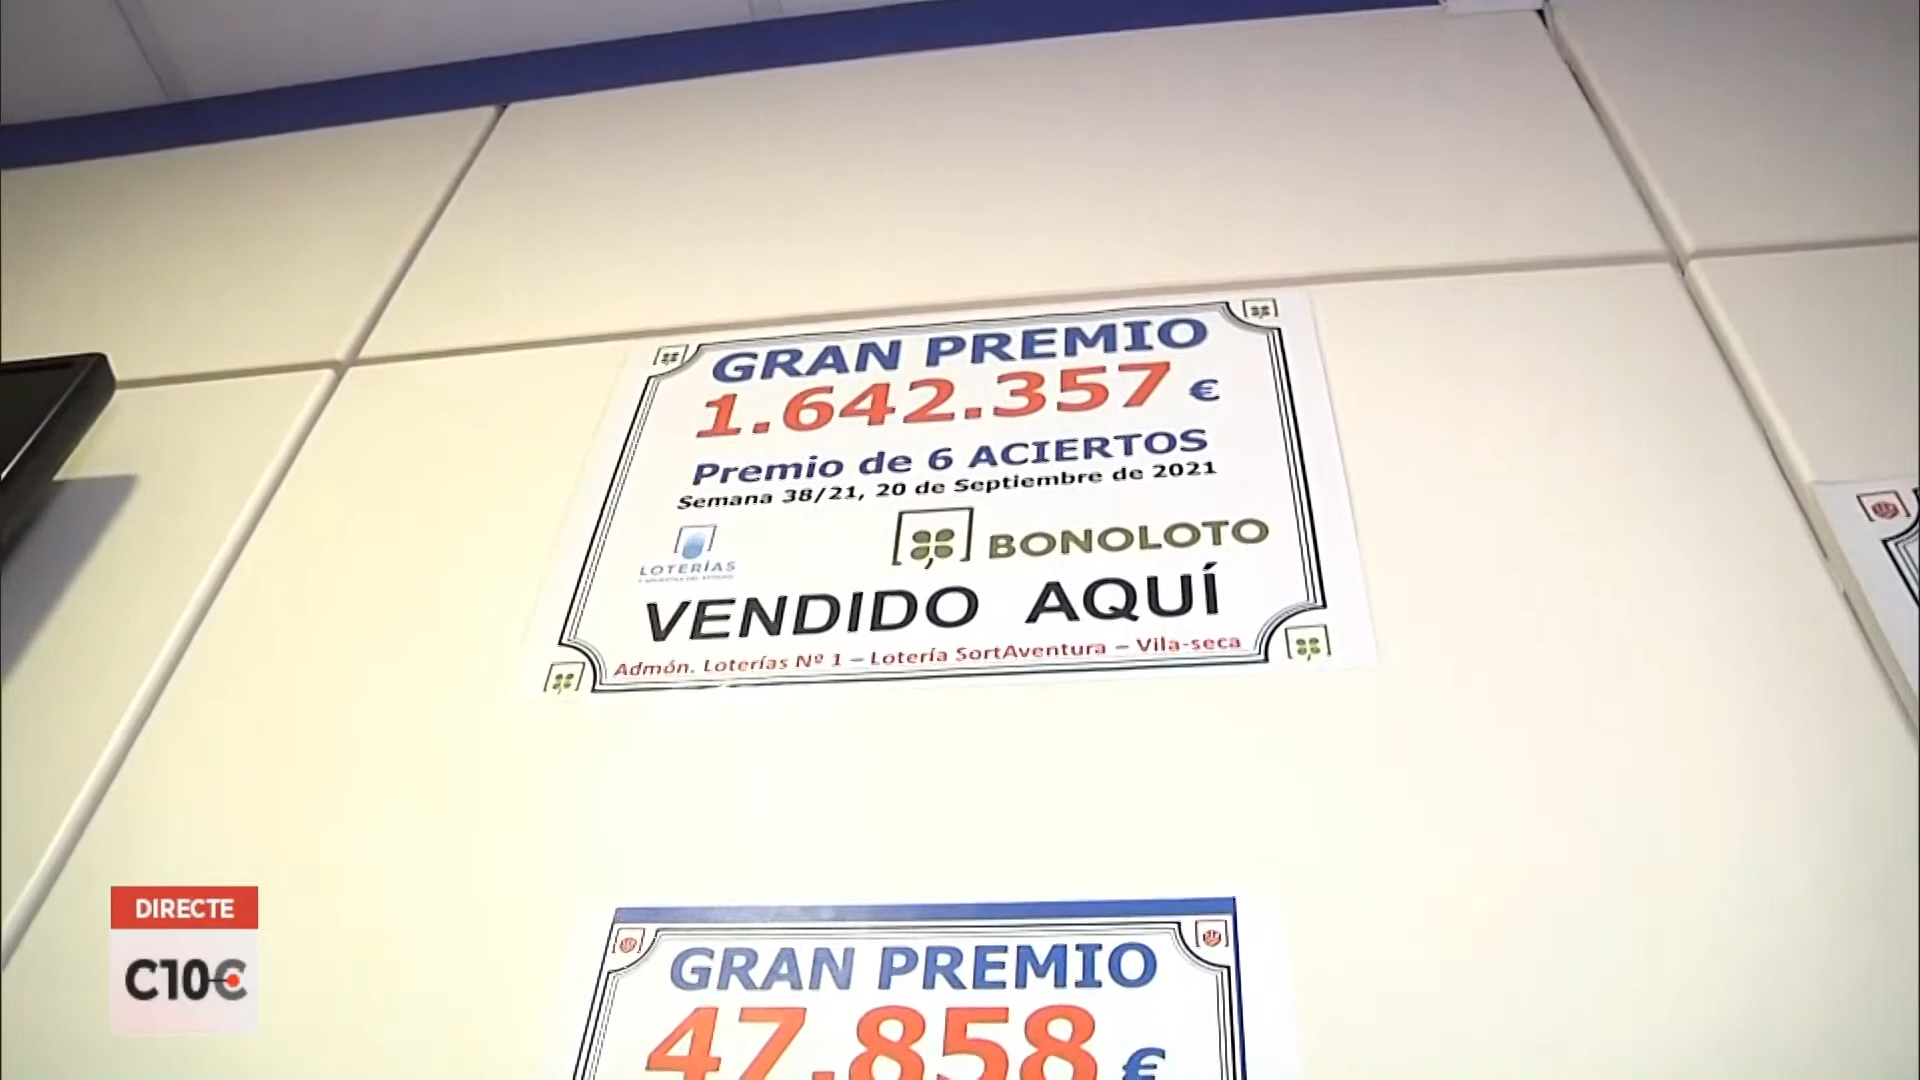 GRAN PREMIO
1.642.357 €
Premio de 6 ACIERTOS
Semana 38/21, 20 de Septiembre de 2021
LOTERÍAS
BONOLOTO
VENDIDO AQUÍ
Admón. Loterías Nº 1 – Lotería SortAventura – Vila-seca
DIRECTE
C10C
GRAN PREMIO
47.858 €